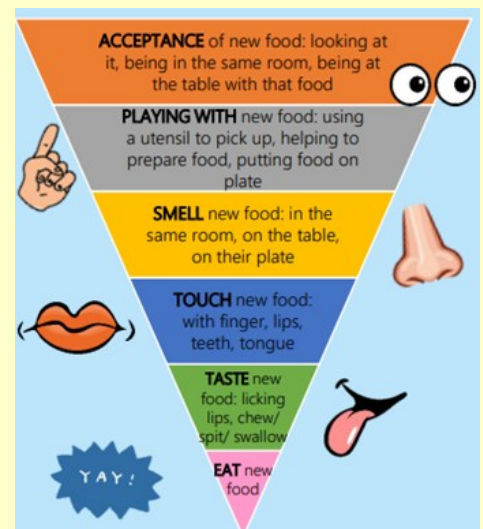 ACCEPTANCE of new food: looking at
it, being in the same room, being at
the table with that food
PLAYING WITH new food: using
a utensil to pick up, helping to
prepare food, putting food on
plate
SMELL new food: in the
same room, on the table,
on their plate
TOUCH new food:
with finger, lips,
teeth, tongue
TASTE new
food: licking
lips, chew/
spit/ swallow
EAT new
food
YAY!